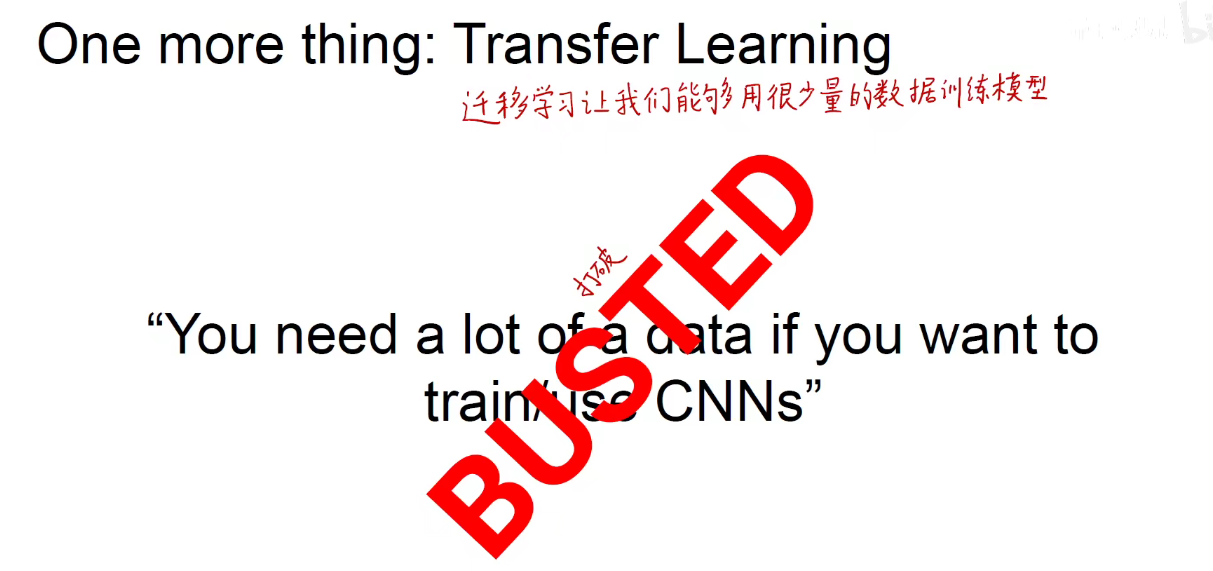 One more thing: Transfer Learning
迁移学习让我们能够用很少量的数据训练模型
打破
BUSTED
“You need a lot of a data if you want to
train/use CNNs”